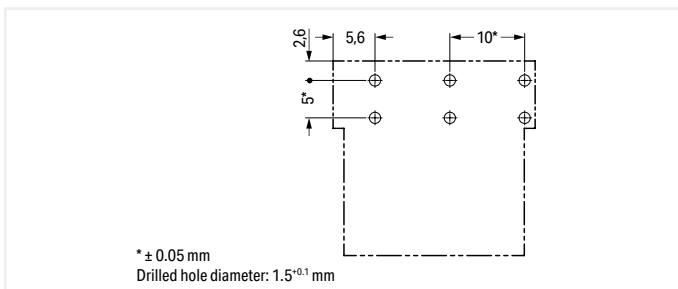 2,6
5,6
10*
5*
* ± 0.05 mm
Drilled hole diameter: 1.5⁺⁰·¹ mm